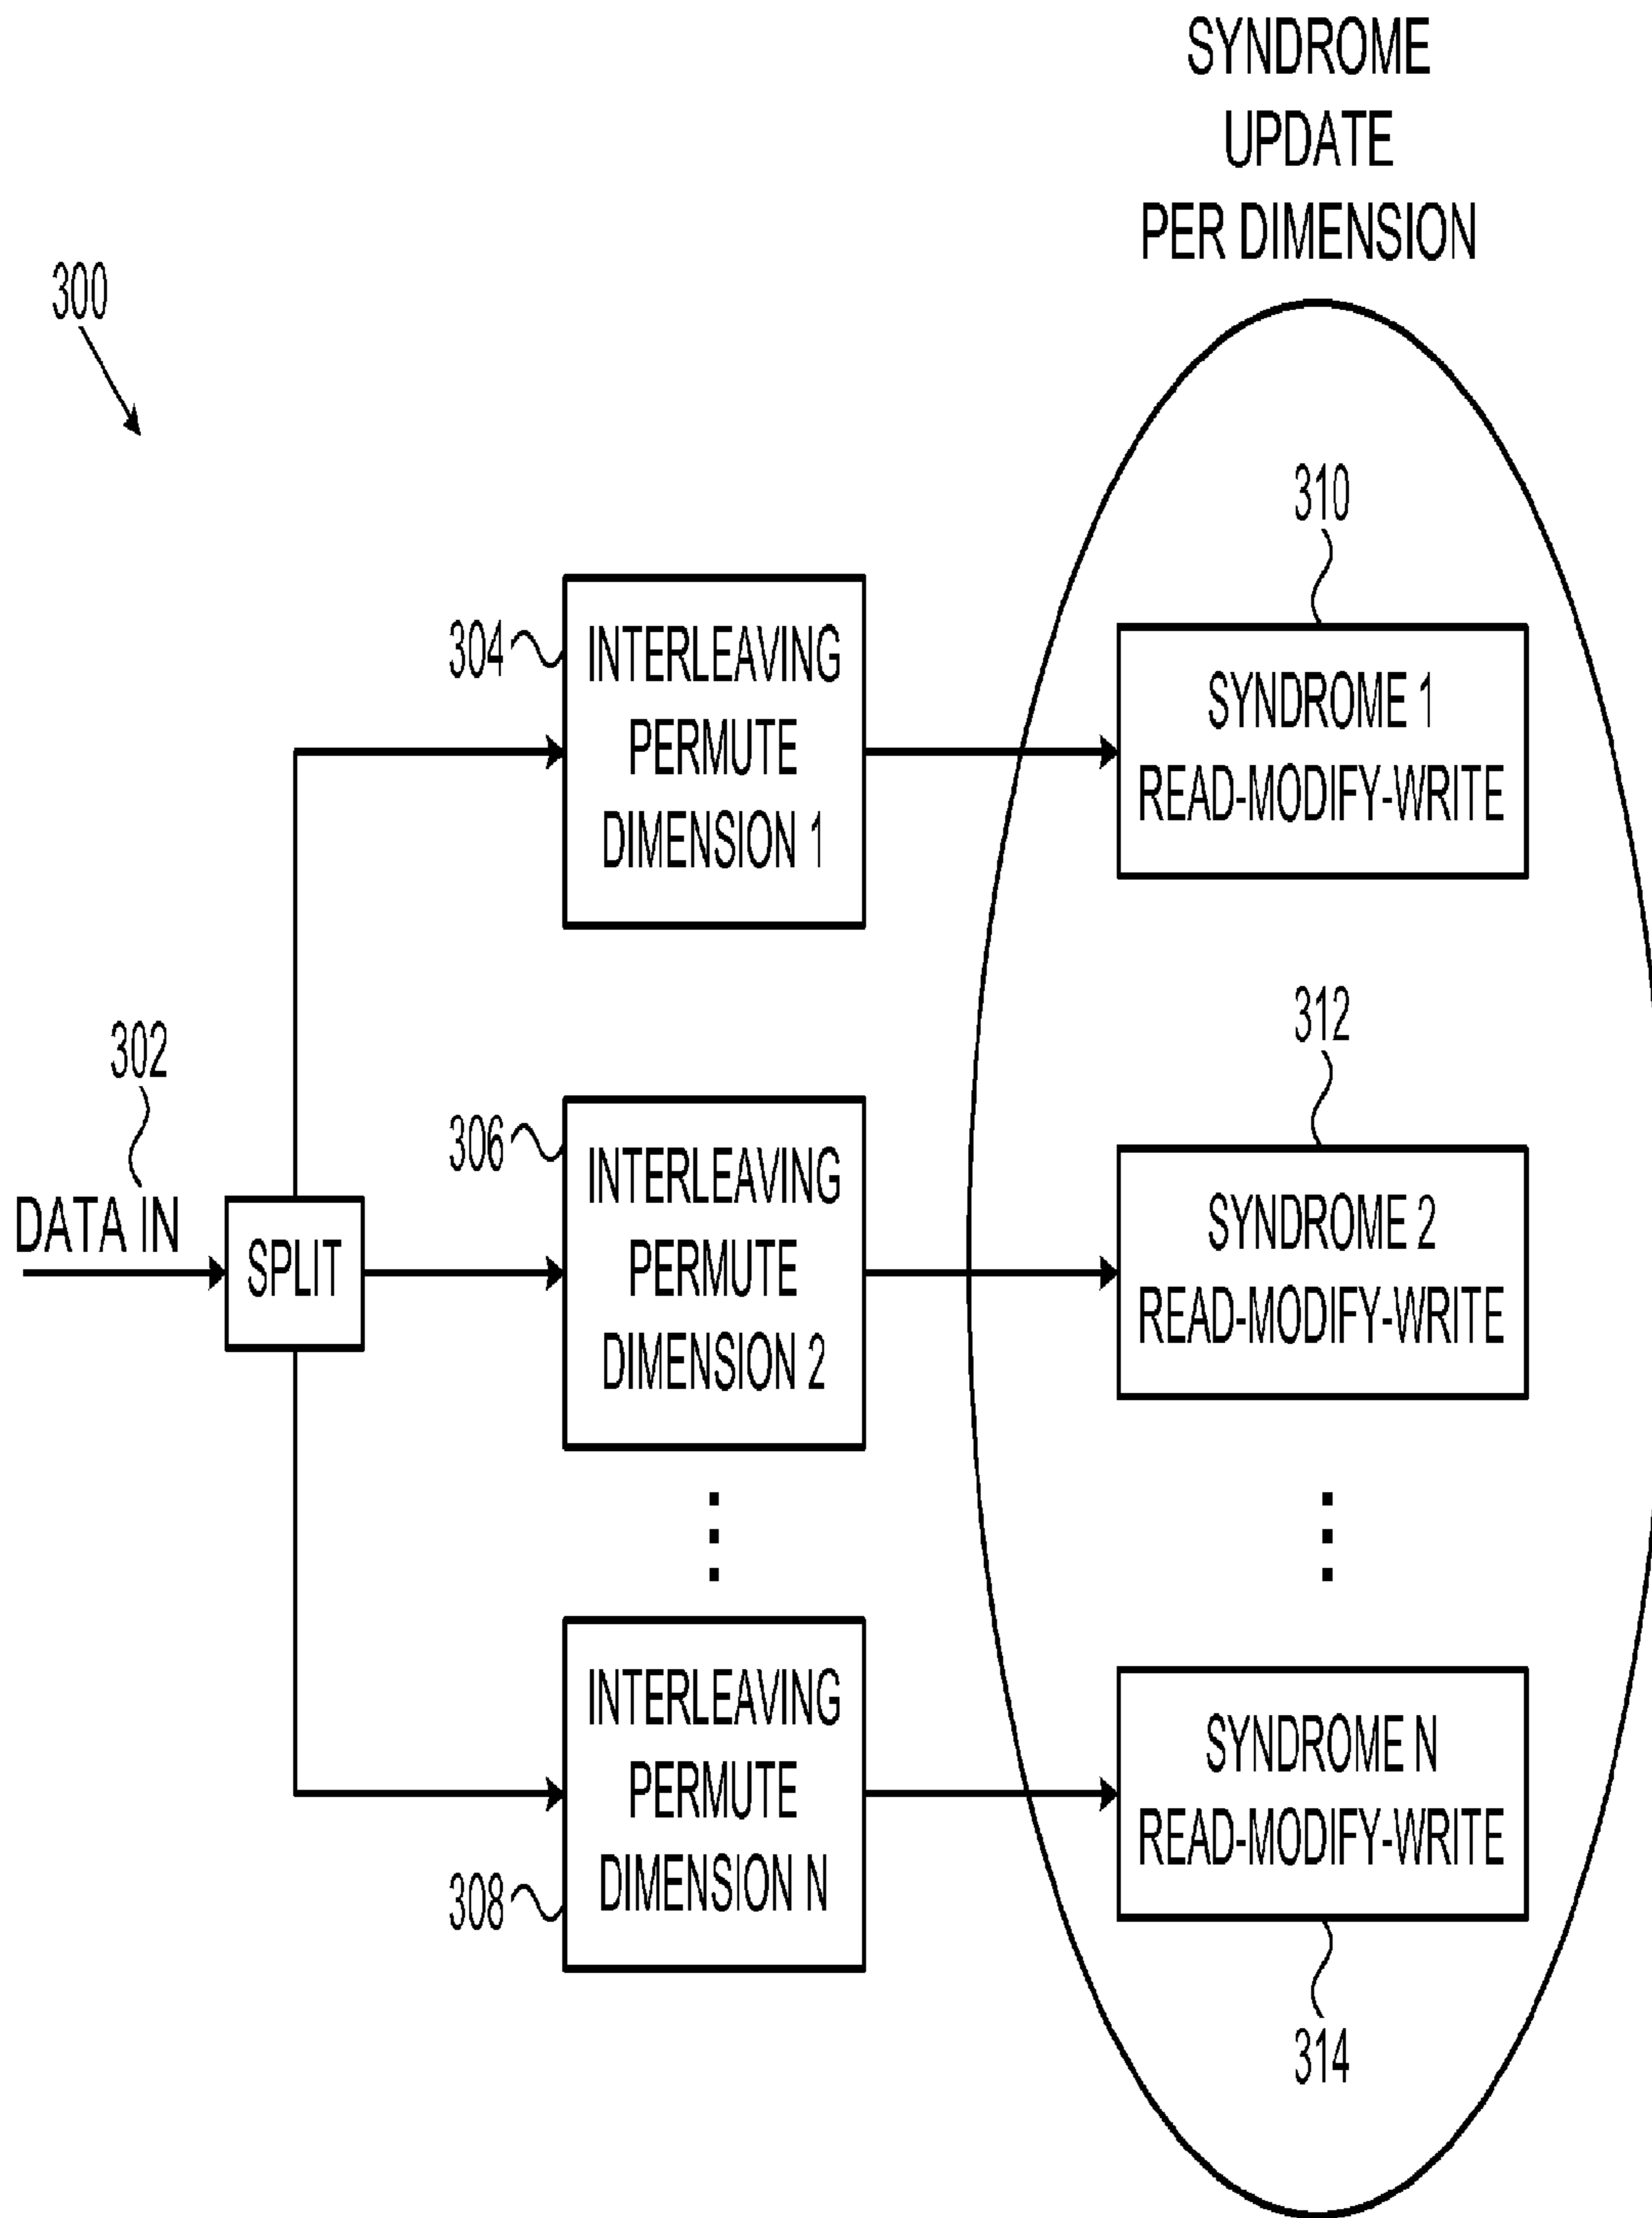 SYNDROME
UPDATE
PER DIMENSION
300
310
304
INTERLEAVING
PERMUTE
DIMENSION 1
SYNDROME 1
READ-MODIFY-WRITE
302
DATA IN
SPLIT
312
306
INTERLEAVING
PERMUTE
DIMENSION 2
SYNDROME 2
READ-MODIFY-WRITE
308
INTERLEAVING
PERMUTE
DIMENSION N
SYNDROME N
READ-MODIFY-WRITE
314